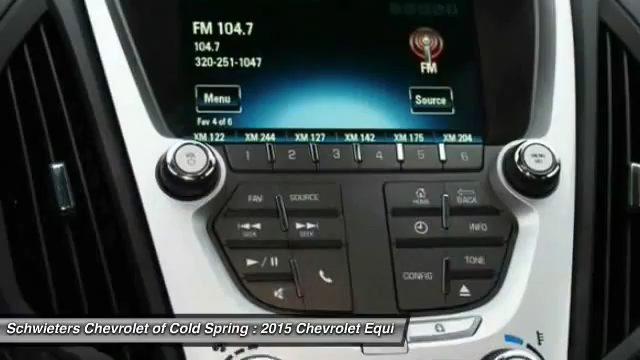 FM 104.7
104.7
320-251-1047
FM
Menu
Source
Fav 4 of 6
XM 122 XM 244 XM 127 XM 142 XM 175 XM 204
1 2 3 4 5 6
FAV SOURCE
HOME BACK
SEEK SEEK
INFO
TONE
CONFIG
Schwieters Chevrolet of Cold Spring : 2015 Chevrolet Equi